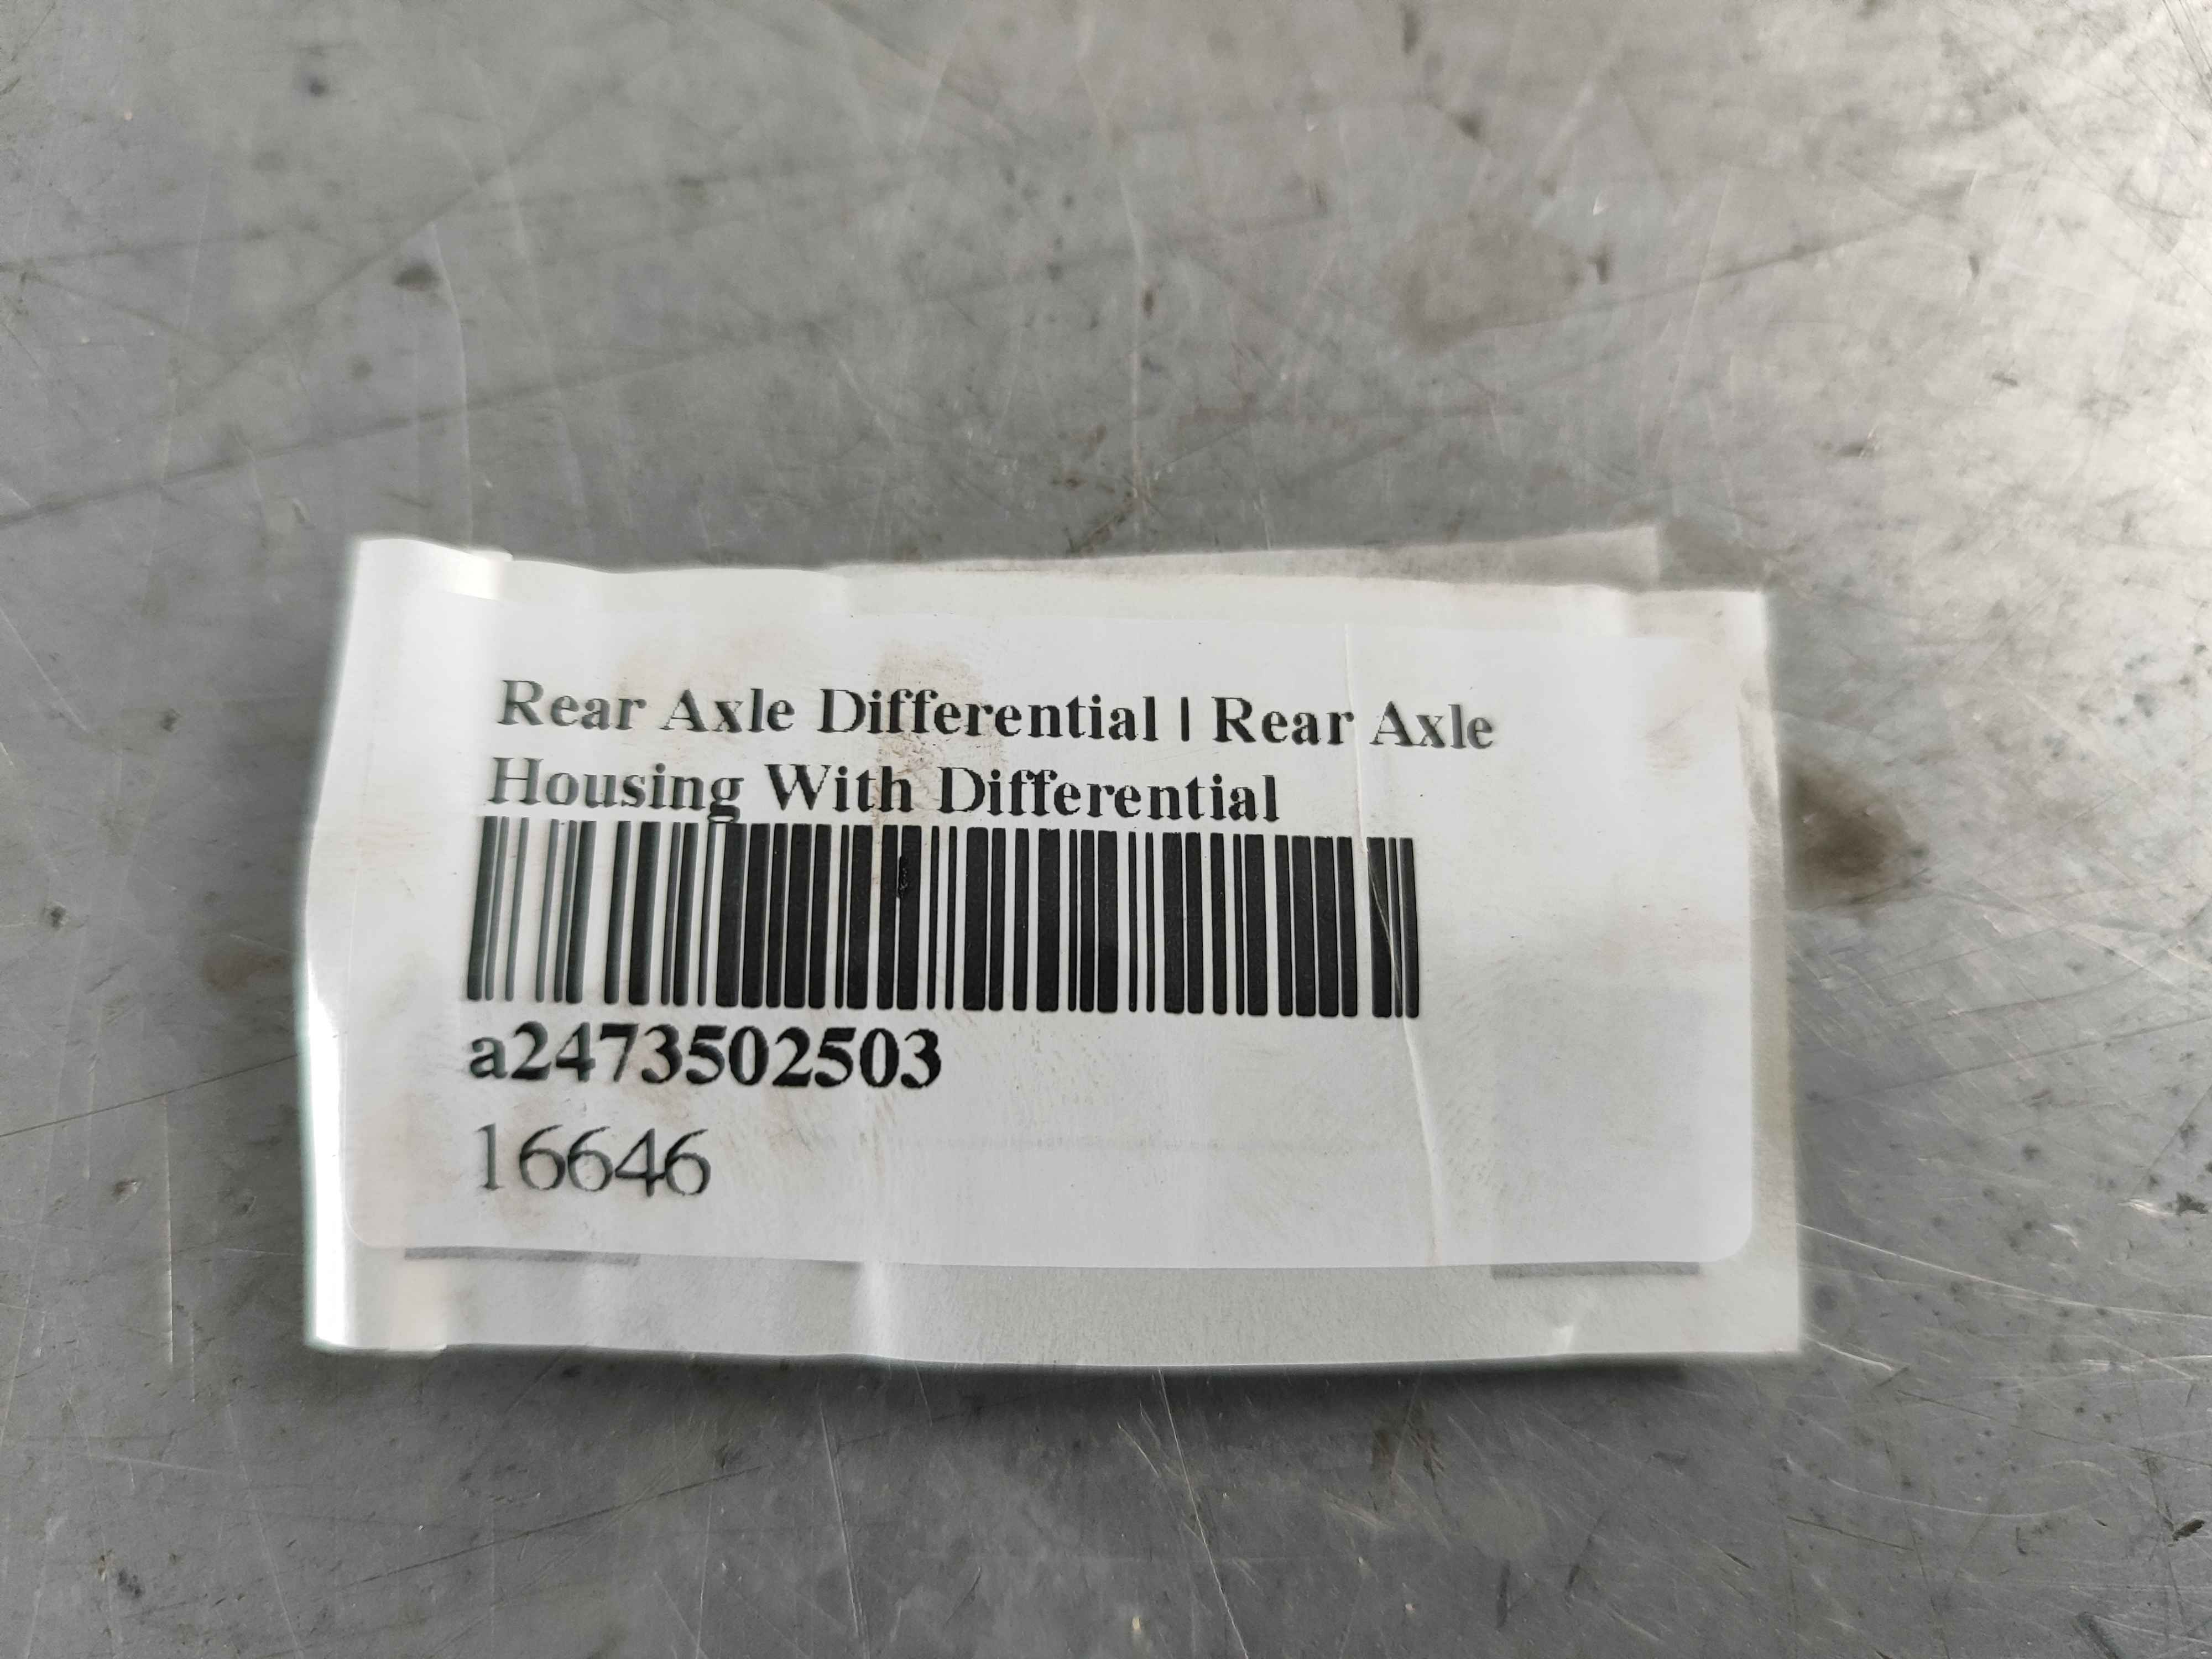 Rear Axle Differential | Rear Axle
Housing With Differential
a2473502503
16646